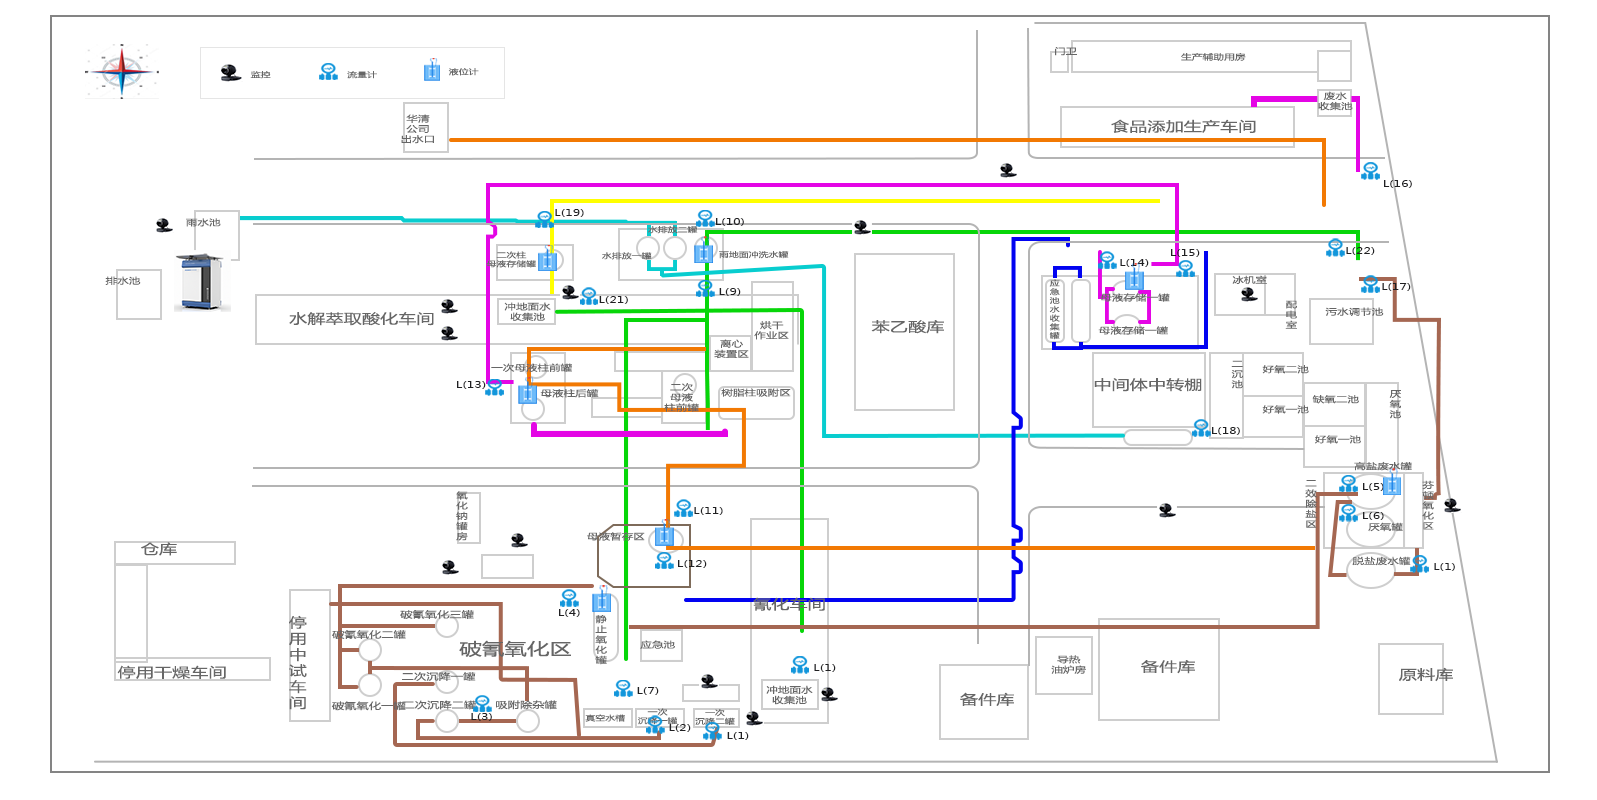 监控
流量计
液位计
门卫
生产辅助用房
废水
收集池
食品添加生产车间
华清
公司
出水口
L(16)
雨水池
排水池
L(19)
L(10)
水排放二罐
水排放一罐
雨地面冲洗水罐
二次柱
母液存储罐
L(9)
L(21)
冲地面水
收集池
水解萃取酸化车间
烘干
作业区
离心
装置区
苯乙酸库
L(14)
L(15)
L(22)
L(17)
应急池水收集罐
母液存储一罐
母液存储一罐
冰机室
配电室
污水调节池
一次母液柱前罐
L(13)
母液柱后罐
二次
母液
柱前罐
树脂柱吸附区
中间体中转棚
二沉池
好氧二池
好氧一池
缺氧二池
好氧一池
厌氧池
L(18)
高盐废水罐
二效除盐区
L(5)
L(6)
厌氧罐
芬顿氧化区
脱盐废水罐
L(1)
氧化钠罐房
L(11)
母液暂存区
L(12)
仓库
停用干燥车间
停用中试车间
L(4)
静止氧化罐
氰化车间
破氰氧化三罐
破氰氧化二罐
破氰氧化区
应急池
二次沉降一罐
破氰氧化一罐
二次沉降二罐
吸附除杂罐
L(3)
L(7)
真空水槽
一次
沉降一罐
L(2)
一次
沉降二罐
L(1)
L(1)
冲地面水
收集池
导热
油炉房
备件库
备件库
原料库